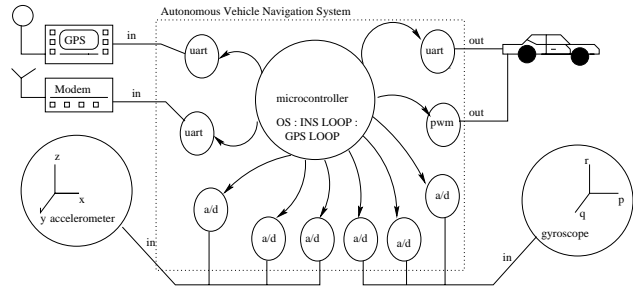 Autonomous Vehicle Navigation System
GPS
in
uart
uart
out
Modem
in
microcontroller
OS : INS LOOP :
GPS LOOP
uart
pwm
out
z
x
y accelerometer
in
a/d
a/d
a/d
a/d
a/d
a/d
r
p
q
gyroscope
in